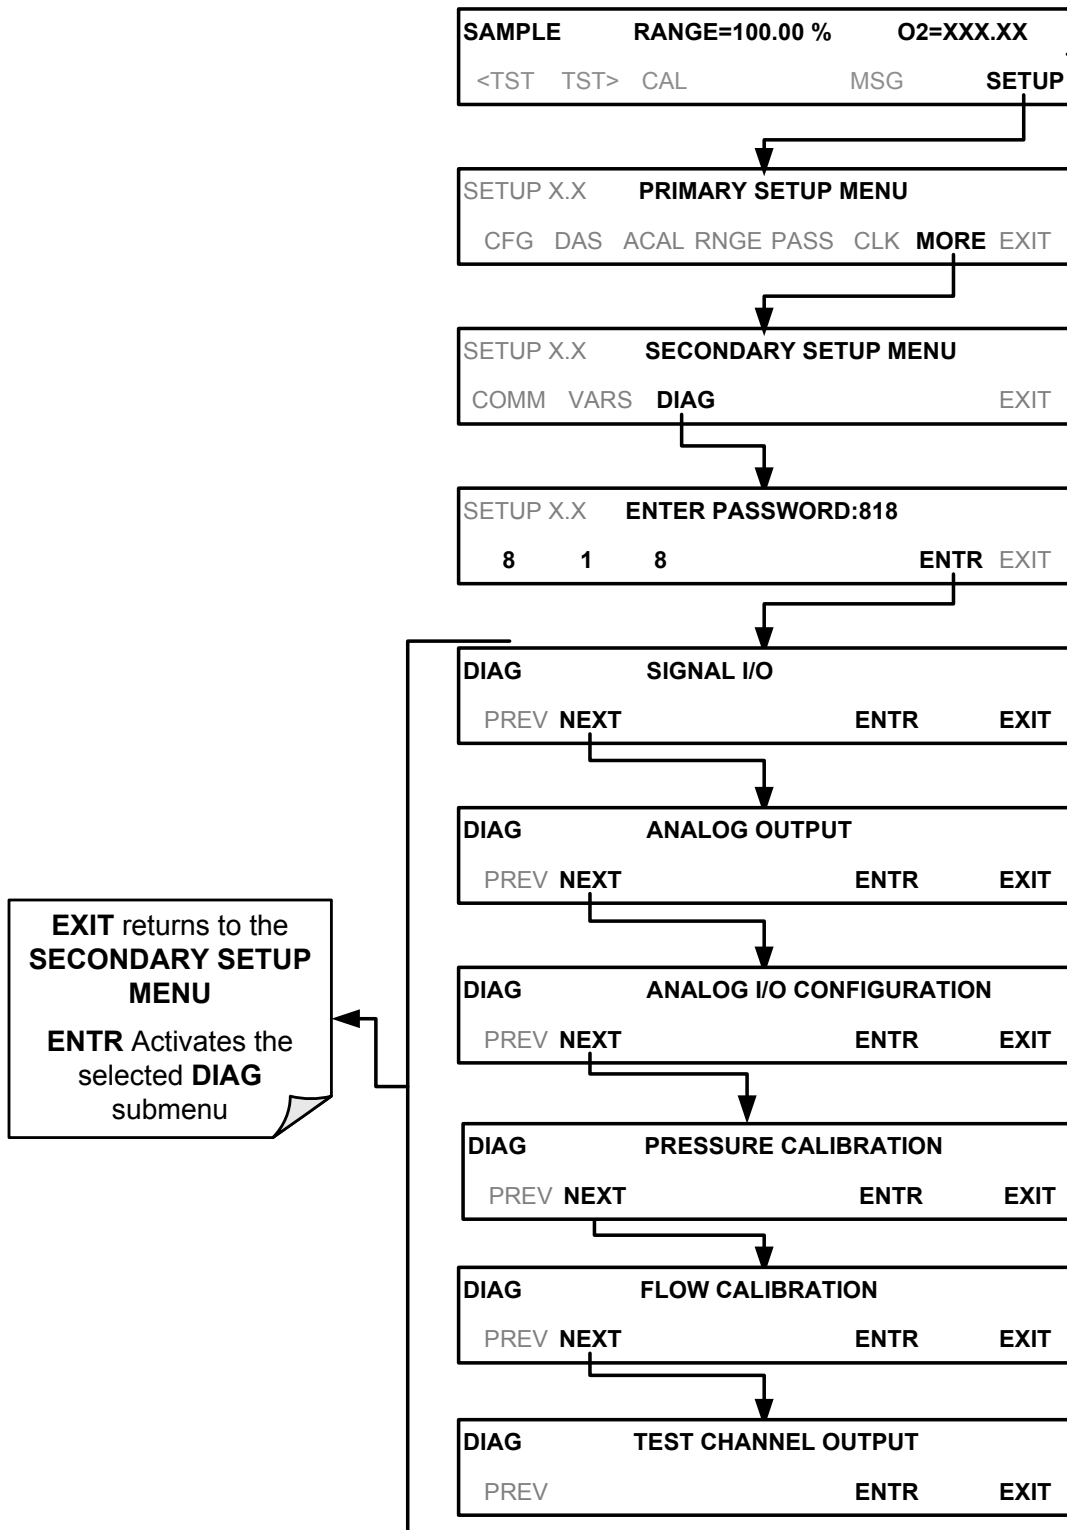 SAMPLE RANGE=100.00 % O2=XXX.XX
<TST TST> CAL MSG SETUP
SETUP X.X PRIMARY SETUP MENU
CFG DAS ACAL RNGE PASS CLK MORE EXIT
SETUP X.X SECONDARY SETUP MENU
COMM VARS DIAG EXIT
SETUP X.X ENTER PASSWORD:818
8 1 8 ENTR EXIT
DIAG SIGNAL I/O
PREV NEXT ENTR EXIT
DIAG ANALOG OUTPUT
PREV NEXT ENTR EXIT
EXIT returns to the
SECONDARY SETUP
MENU
ENTR Activates the
selected DIAG
submenu
DIAG ANALOG I/O CONFIGURATION
PREV NEXT ENTR EXIT
DIAG PRESSURE CALIBRATION
PREV NEXT ENTR EXIT
DIAG FLOW CALIBRATION
PREV NEXT ENTR EXIT
DIAG TEST CHANNEL OUTPUT
PREV ENTR EXIT